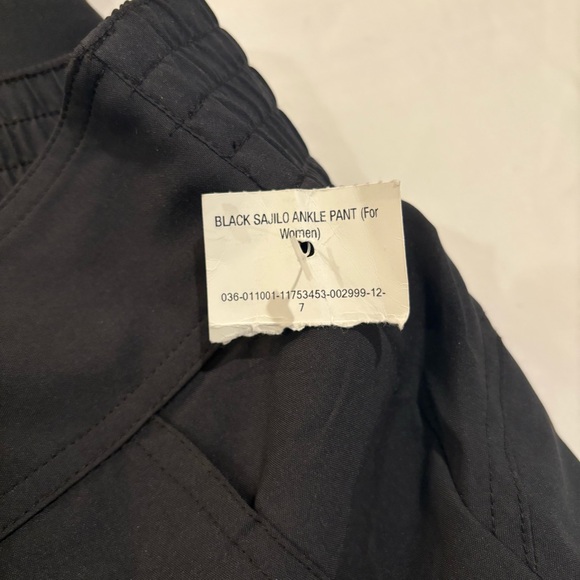 BLACK SAJILO ANKLE PANT (For
Women)
036-011001-11753453-002999-12-
7